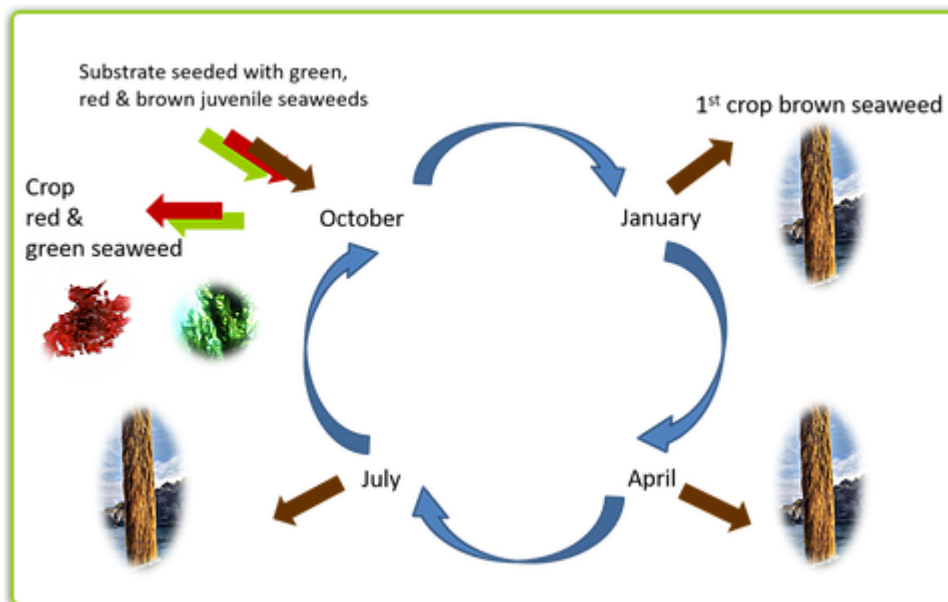 Substrate seeded with green,
red & brown juvenile seaweeds
1st crop brown seaweed
Crop
red &
green seaweed
October
January
July
April